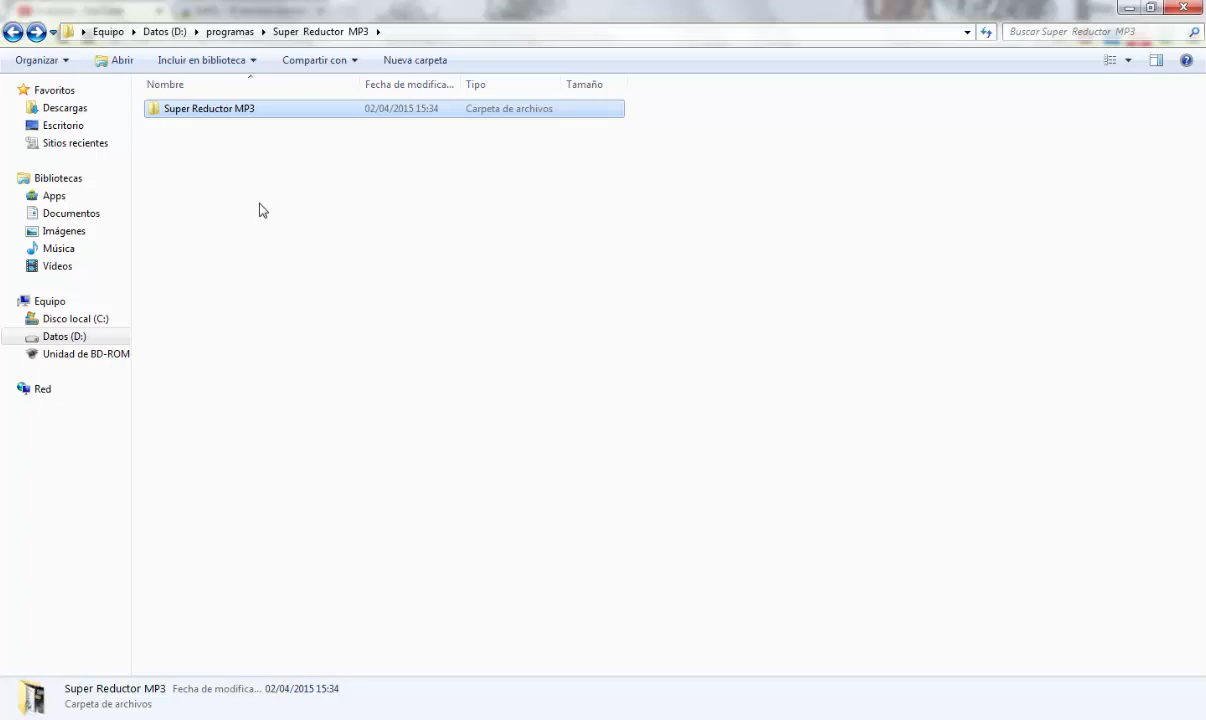 Equipo Datos (D:) programas Super Reductor MP3 Buscar Super Reductor MP3
Organizar Abrir Incluir en biblioteca Compartir con Nueva carpeta
Nombre Fecha de modifica... Tipo Tamaño
Super Reductor MP3 02/04/2015 15:34 Carpeta de archivos
Favoritos
Descargas
Escritorio
Sitios recientes
Bibliotecas
Apps
Documentos
Imágenes
Música
Vídeos
Equipo
Disco local (C:)
Datos (D:)
Unidad de BD-ROM
Red
Super Reductor MP3 Fecha de modifica... 02/04/2015 15:34
Carpeta de archivos